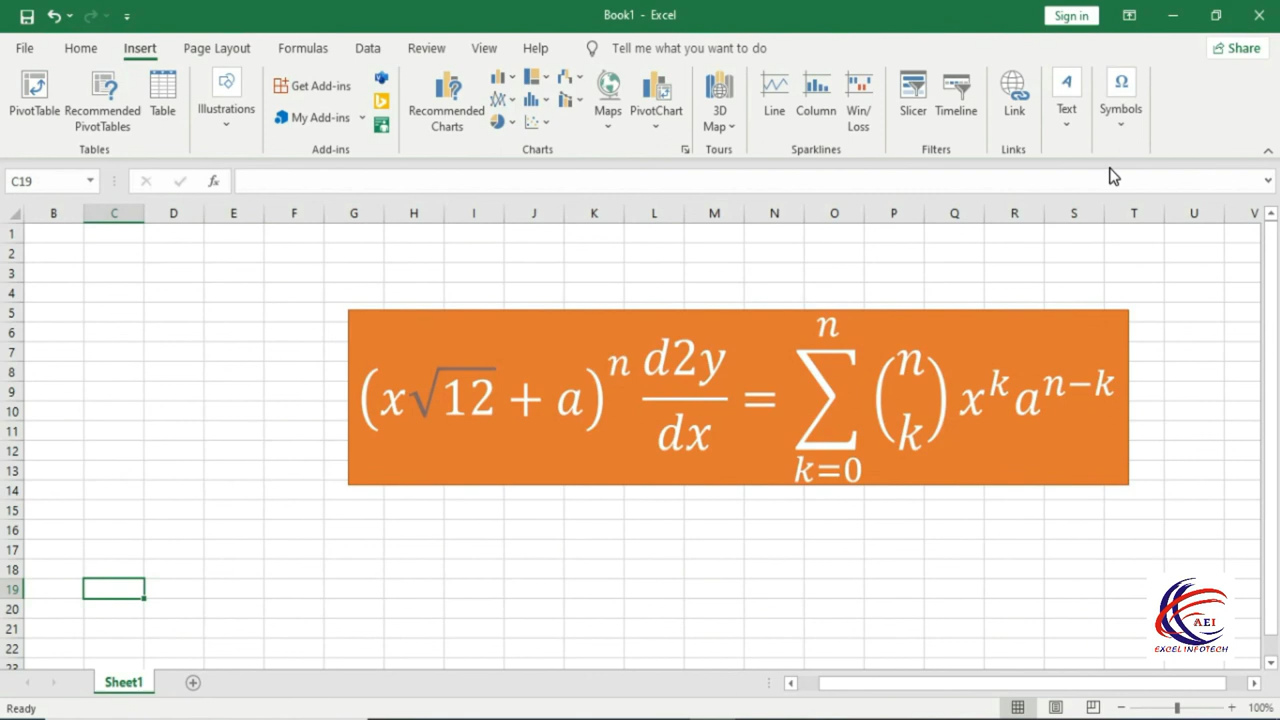 Book1 - Excel
Sign in
File Home Insert Page Layout Formulas Data Review View Help Tell me what you want to do Share
PivotTable Recommended PivotTables Table Illustrations Get Add-ins My Add-ins Recommended Charts Maps PivotChart 3D Map Line Column Win/Loss Slicer Timeline Link Text Symbols
Tables Add-ins Charts Tours Sparklines Filters Links
C19 fx
B C D E F G H I J K L M N O P Q R S T U V
1
2
3
4
5
6
7
8
9
10
11
12
13
14
15
16
17
18
19
20
21
22
23
(x√12 + a)^n d2y/dx = ∑_{k=0}^{n} (n k) x^k a^{n−k}
AEI
EXCEL INFOTECH
Sheet1
Ready 100%